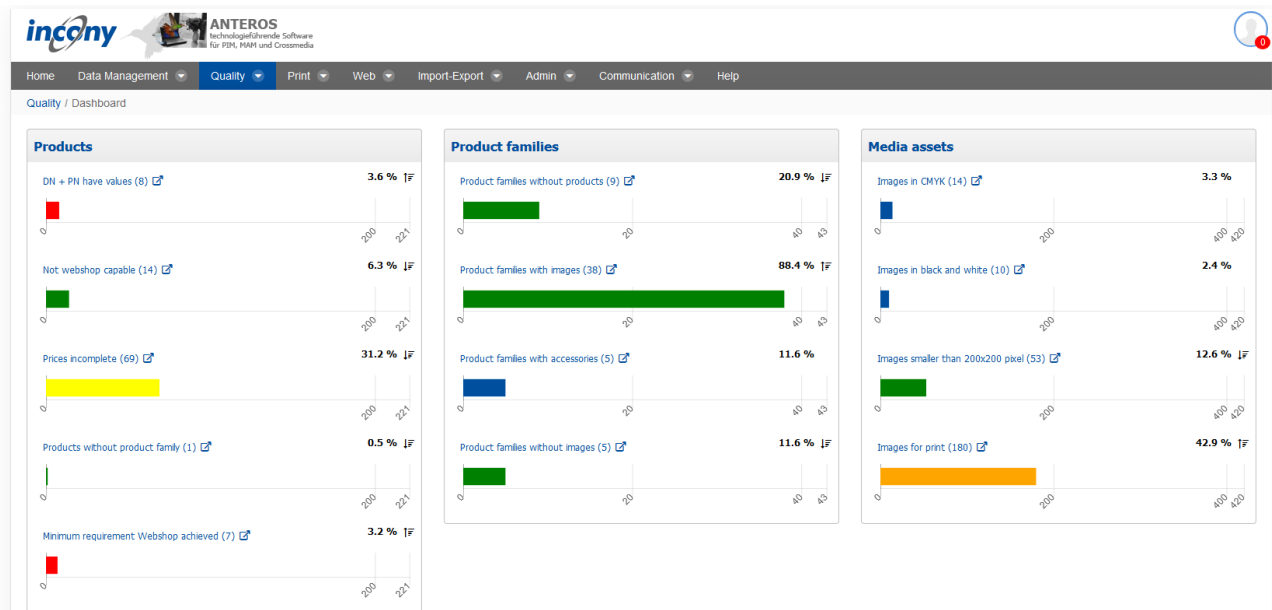 incony
ANTEROS
technologieführende Software
für PIM, MAM und Crossmedia
0
Home Data Management Quality Print Web Import-Export Admin Communication Help
Quality / Dashboard
Products
DN + PN have values (8) 3.6 %
0 200 221
Not webshop capable (14) 6.3 %
0 200 221
Prices incomplete (69) 31.2 %
0 200 221
Products without product family (1) 0.5 %
0 200 221
Minimum requirement Webshop achieved (7) 3.2 %
0 200 221
Product families
Product families without products (9) 20.9 %
0 20 40 43
Product families with images (38) 88.4 %
0 20 40 43
Product families with accessories (5) 11.6 %
0 20 40 43
Product families without images (5) 11.6 %
0 20 40 43
Media assets
Images in CMYK (14) 3.3 %
0 200 400 420
Images in black and white (10) 2.4 %
0 200 400 420
Images smaller than 200x200 pixel (53) 12.6 %
0 200 400 420
Images for print (180) 42.9 %
0 200 400 420